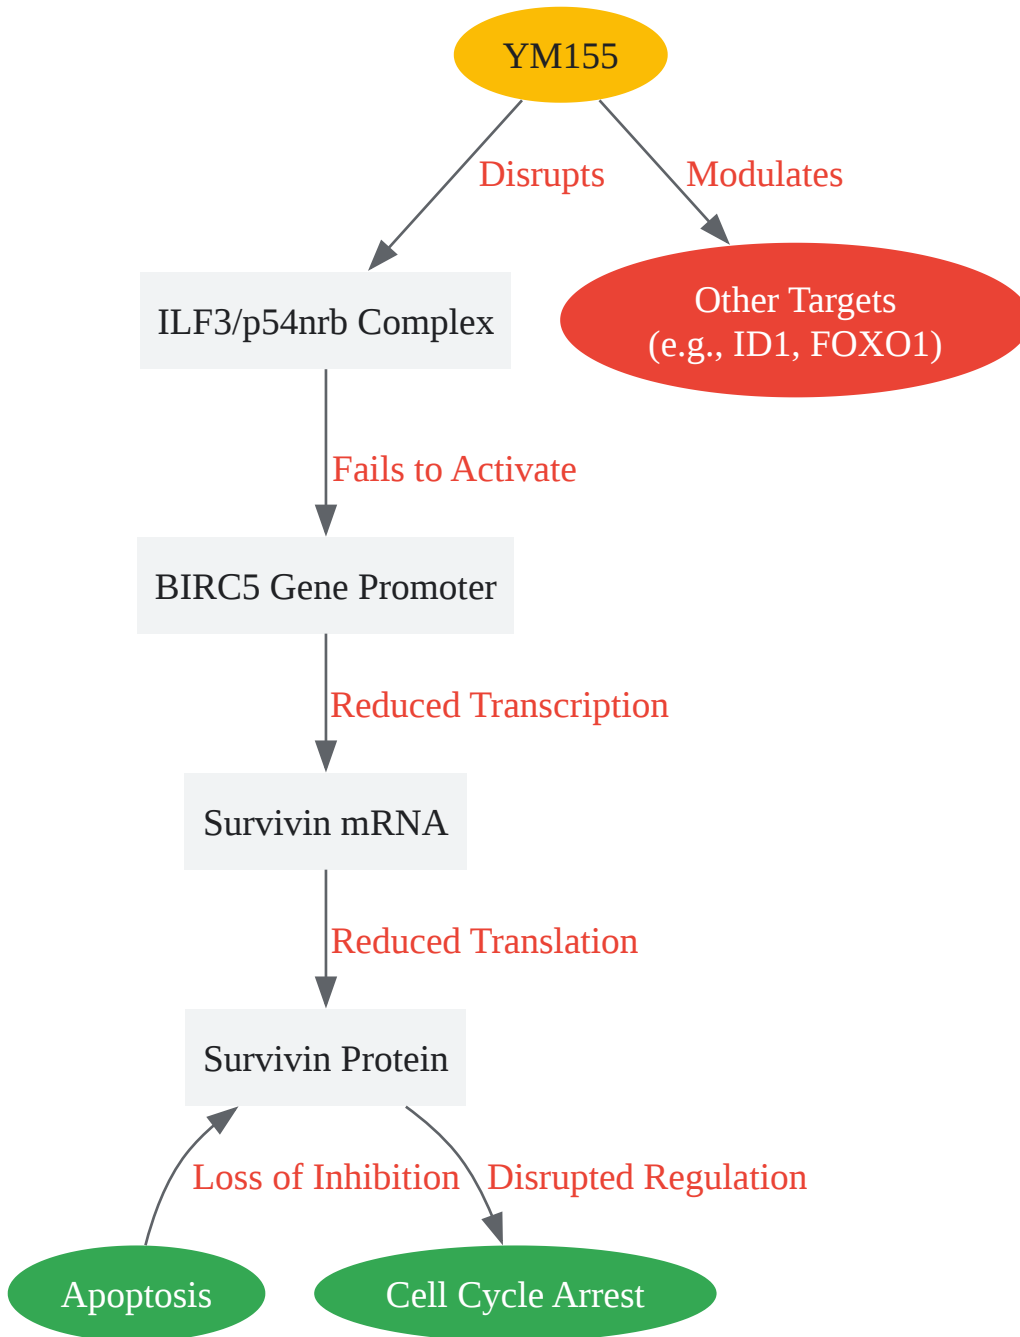 YM155
Disrupts
Modulates
Other Targets
(e.g., ID1, FOXO1)
ILF3/p54nrb Complex
Fails to Activate
BIRC5 Gene Promoter
Reduced Transcription
Survivin mRNA
Reduced Translation
Survivin Protein
Loss of Inhibition
Disrupted Regulation
Apoptosis
Cell Cycle Arrest